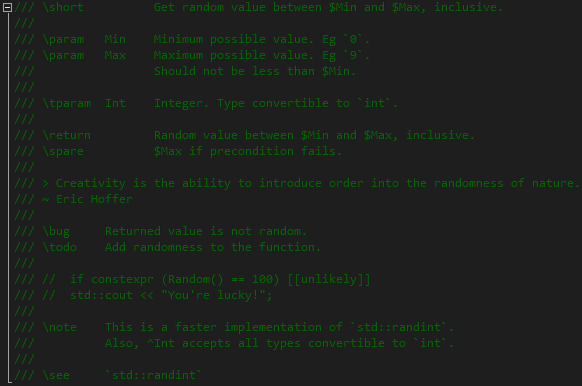 /// \short          Get random value between $Min and $Max, inclusive.
///
/// \param   Min    Minimum possible value. Eg `0`.
/// \param   Max    Maximum possible value. Eg `9`.
///                 Should not be less than $Min.
///
/// \tparam  Int    Integer. Type convertible to `int`.
///
/// \return         Random value between $Min and $Max, inclusive.
/// \spare          $Max if precondition fails.
///
/// > Creativity is the ability to introduce order into the randomness of nature.
/// ~ Eric Hoffer
///
/// \bug     Returned value is not random.
/// \todo    Add randomness to the function.
///
/// //  if constexpr (Random() == 100) [[unlikely]]
/// //  std::cout << "You're lucky!";
///
/// \note    This is a faster implementation of `std::randint`.
///          Also, ^Int accepts all types convertible to `int`.
///
/// \see     `std::randint`